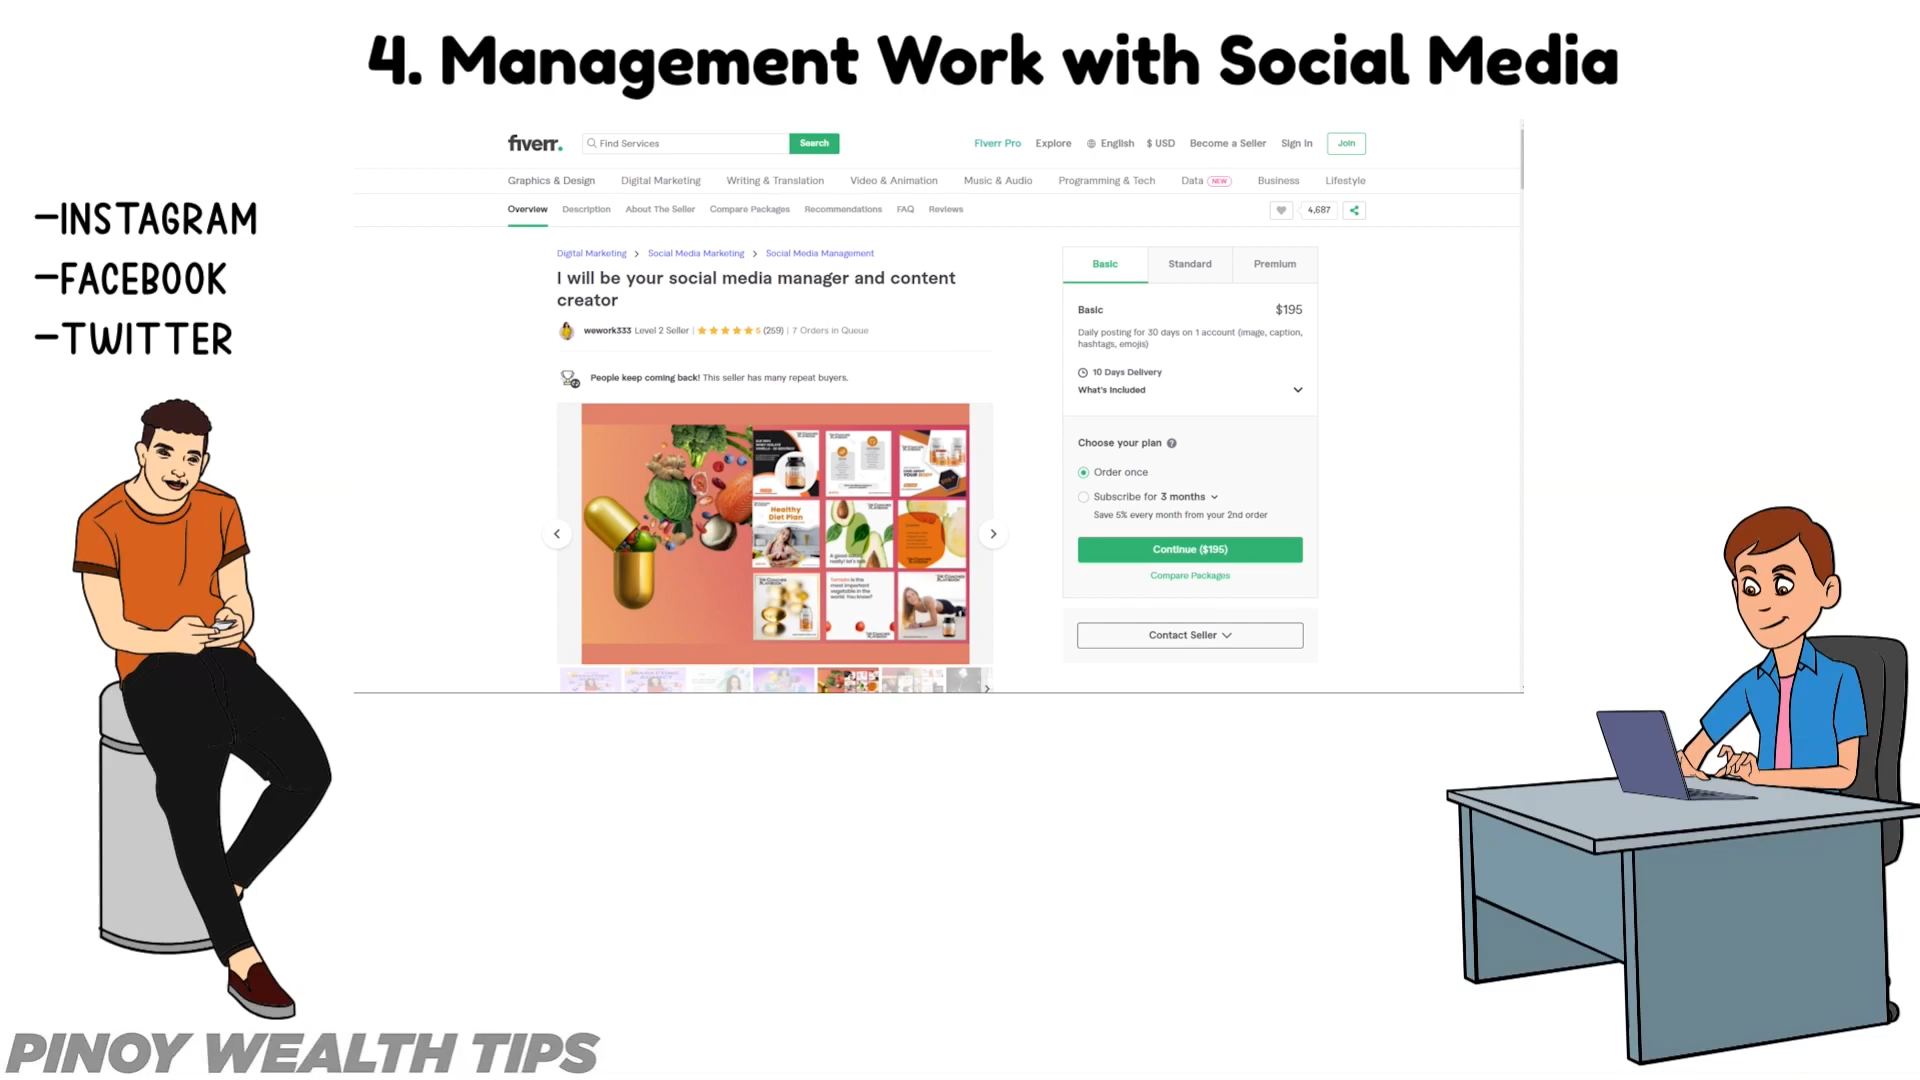 4. Management Work with Social Media
fiverr.
Find Services
Search
Fiverr Pro
Explore
English
$ USD
Become a Seller
Sign In
Join
Graphics & Design
Digital Marketing
Writing & Translation
Video & Animation
Music & Audio
Programming & Tech
Data NEW
Business
Lifestyle
Overview
Description
About The Seller
Compare Packages
Recommendations
FAQ
Reviews
4,687
-INSTAGRAM
-FACEBOOK
-TWITTER
Digital Marketing > Social Media Marketing > Social Media Management
I will be your social media manager and content
creator
wework333 Level 2 Seller | 5 (259) | 7 Orders in Queue
People keep coming back! This seller has many repeat buyers.
Healthy
Diet Plan
Basic
Standard
Premium
Basic
$195
Daily posting for 30 days on 1 account (image, caption,
hashtags, emojis)
10 Days Delivery
What's Included
Choose your plan
Order once
Subscribe for 3 months
Save 5% every month from your 2nd order
Continue ($195)
Compare Packages
Contact Seller
PINOY WEALTH TIPS